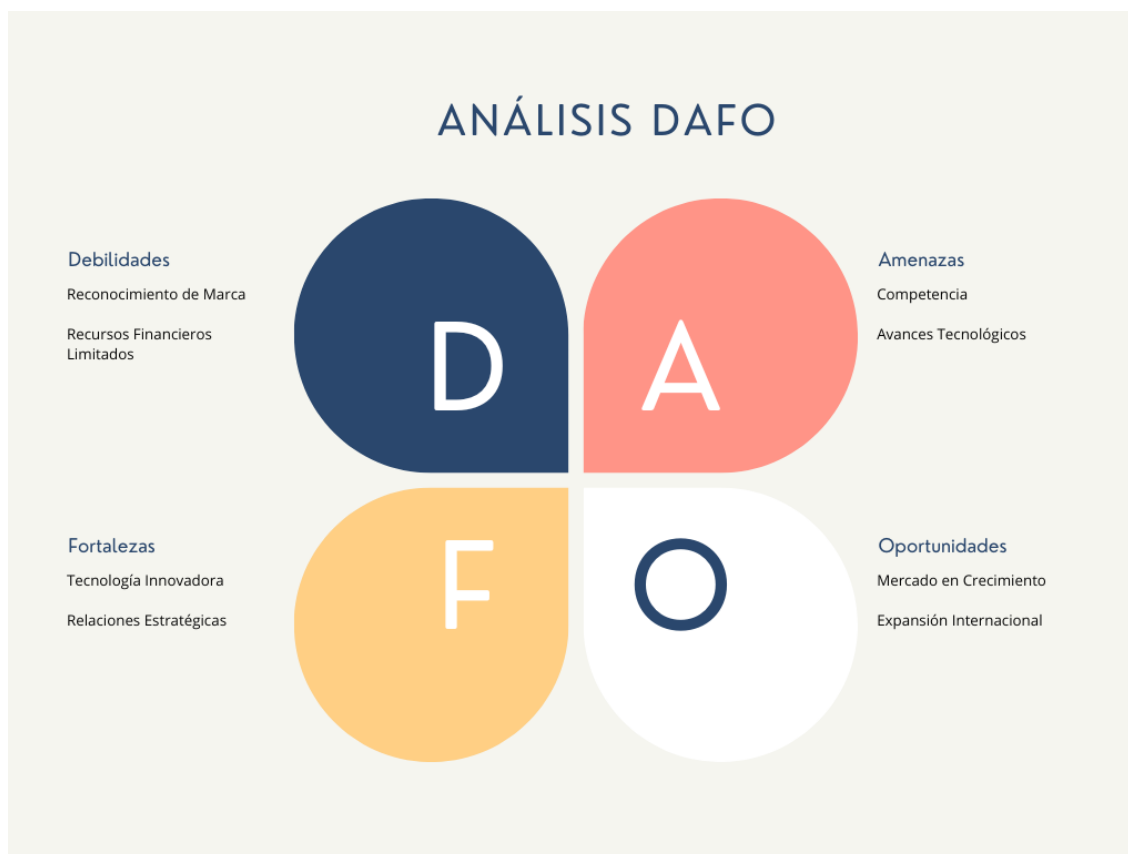 ANÁLISIS DAFO
Debilidades
Reconocimiento de Marca
Recursos Financieros
Limitados
D
A
Amenazas
Competencia
Avances Tecnológicos
Fortalezas
Tecnología Innovadora
Relaciones Estratégicas
F
O
Oportunidades
Mercado en Crecimiento
Expansión Internacional